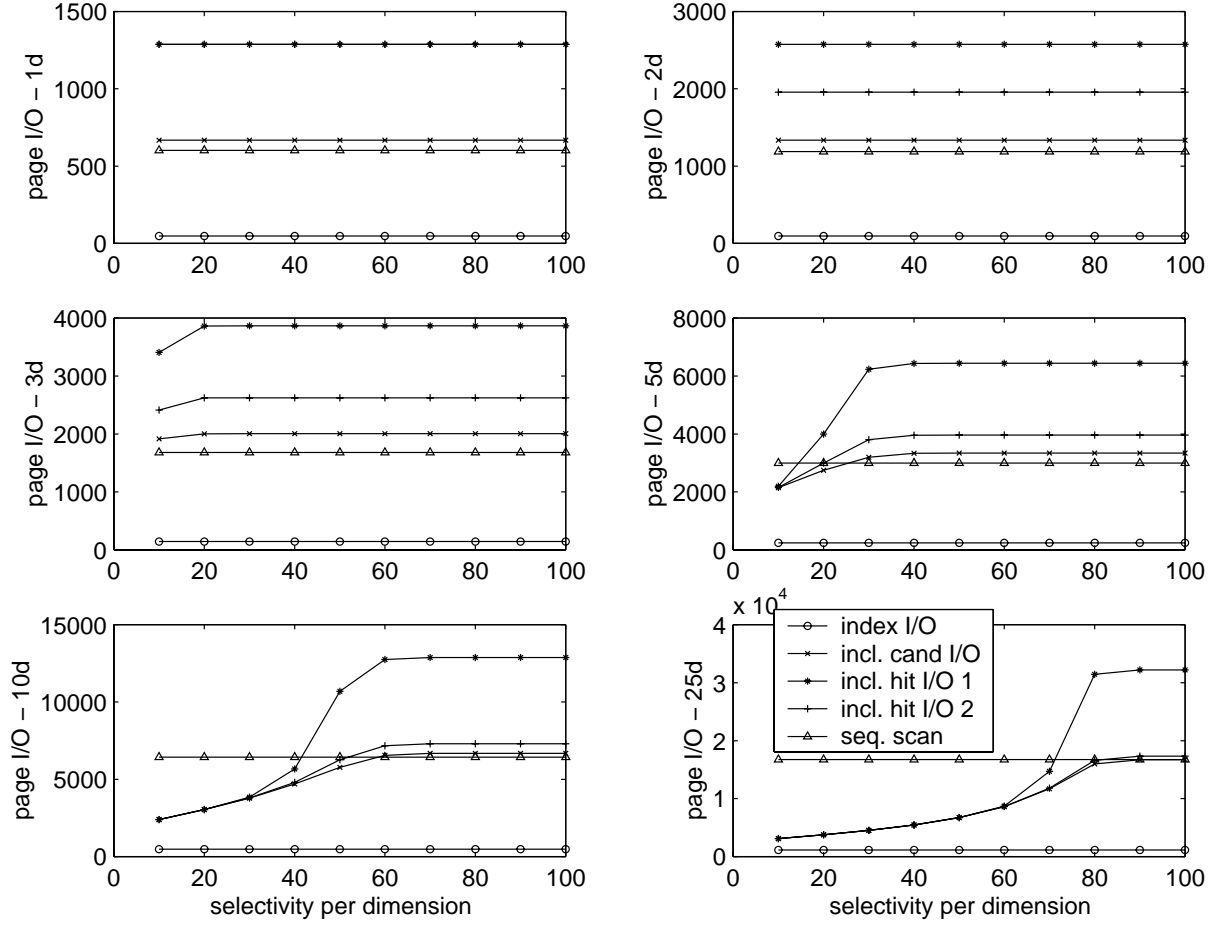 1500
1000
500
0
page I/O − 1d
0 20 40 60 80 100
3000
2000
1000
0
page I/O − 2d
0 20 40 60 80 100
4000
3000
2000
1000
0
page I/O − 3d
0 20 40 60 80 100
8000
6000
4000
2000
0
page I/O − 5d
0 20 40 60 80 100
15000
10000
5000
0
page I/O − 10d
0 20 40 60 80 100
selectivity per dimension
x 10^4
4
3
2
1
0
page I/O − 25d
index I/O
incl. cand I/O
incl. hit I/O 1
incl. hit I/O 2
seq. scan
0 20 40 60 80 100
selectivity per dimension